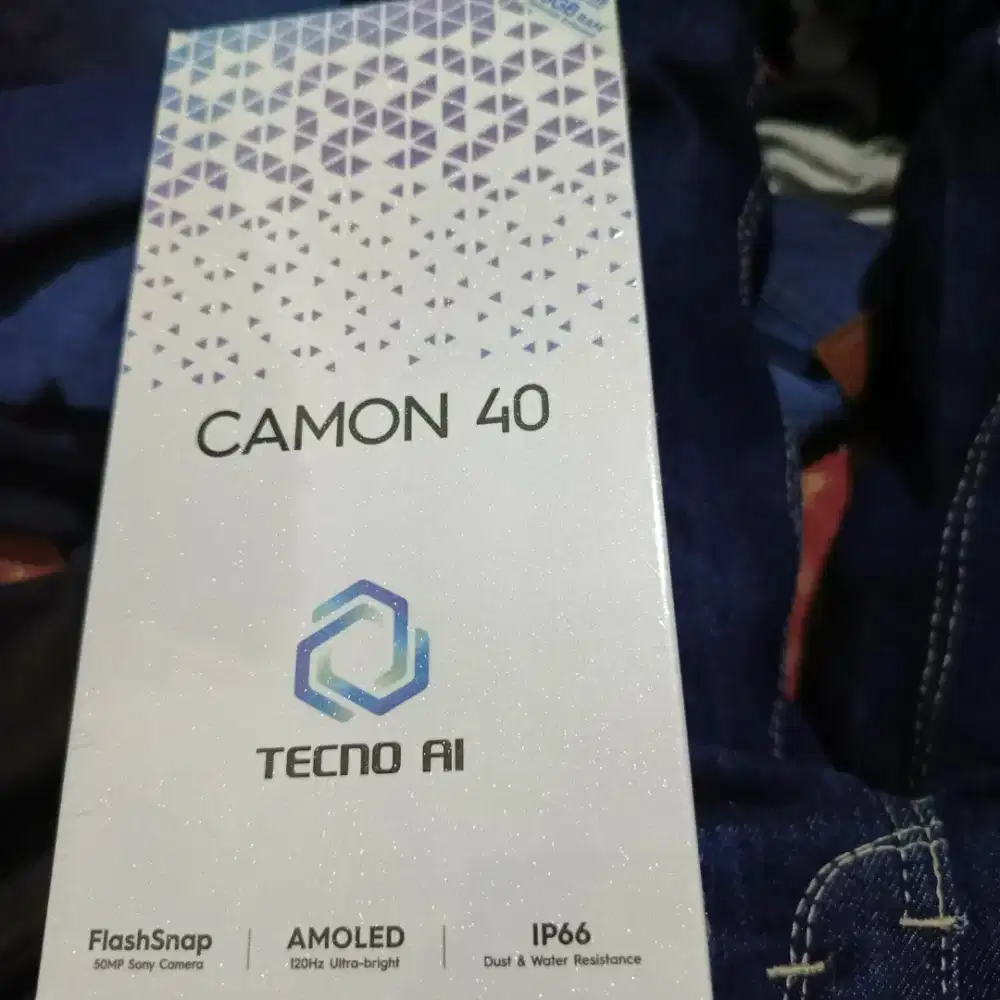 CAMON 40
TECNO AI
FlashSnap
50MP Sony Camera
AMOLED
120Hz Ultra-bright
IP66
Dust & Water Resistance